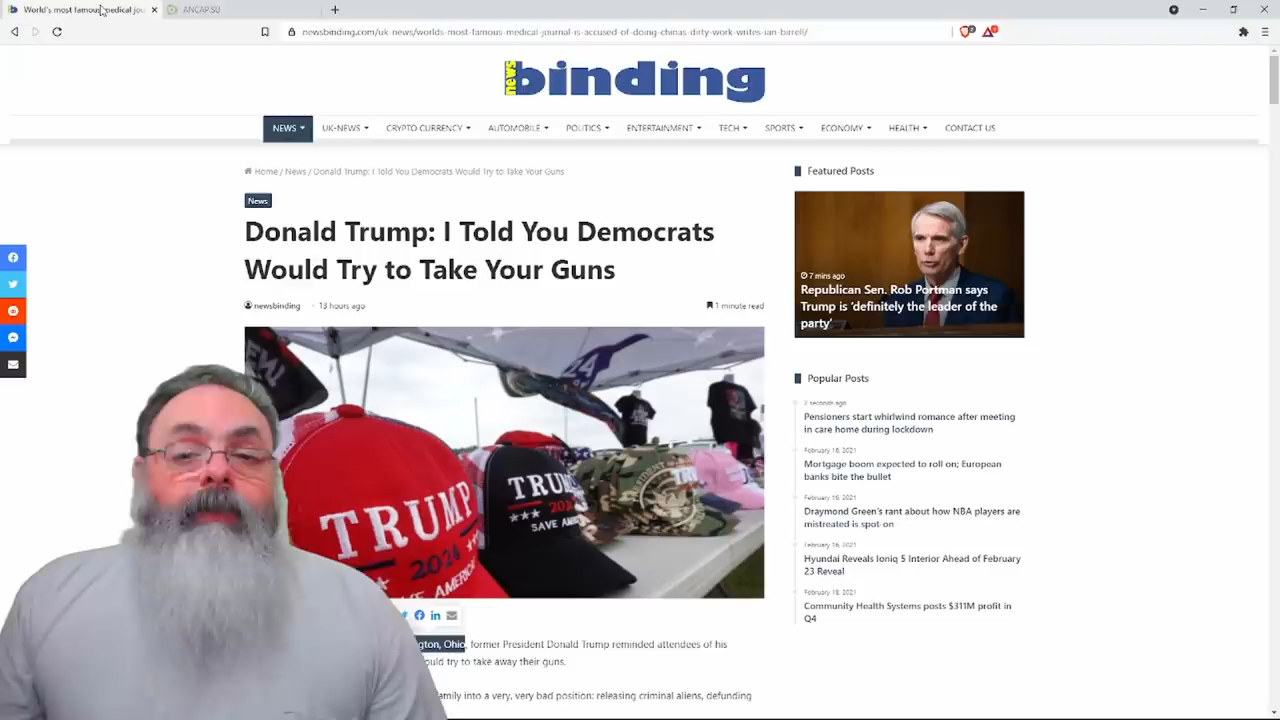 World's most famous medical jou
ANCAP.SU
newsbinding.com/uk-news/worlds-most-famous-medical-journal-is-accused-of-doing-chinas-dirty-work-writes-ian-birrell/
news binding
NEWS
UK-NEWS
CRYPTO CURRENCY
AUTOMOBILE
POLITICS
ENTERTAINMENT
TECH
SPORTS
ECONOMY
HEALTH
CONTACT US
Home / News / Donald Trump: I Told You Democrats Would Try to Take Your Guns
News
Donald Trump: I Told You Democrats
Would Try to Take Your Guns
newsbinding
13 hours ago
1 minute read
TRUMP
2024
SAVE AMERICA
TRUMP
SAVE AMERICA
gton, Ohio, former President Donald Trump reminded attendees of his
ould try to take away their guns.
amily into a very, very bad position: releasing criminal aliens, defunding
Featured Posts
7 mins ago
Republican Sen. Rob Portman says
Trump is 'definitely the leader of the
party'
Popular Posts
2 seconds ago
Pensioners start whirlwind romance after meeting
in care home during lockdown
February 16, 2021
Mortgage boom expected to roll on; European
banks bite the bullet
February 16, 2021
Draymond Green's rant about how NBA players are
mistreated is spot-on
February 16, 2021
Hyundai Reveals Ioniq 5 Interior Ahead of February
23 Reveal
February 18, 2021
Community Health Systems posts $311M profit in
Q4